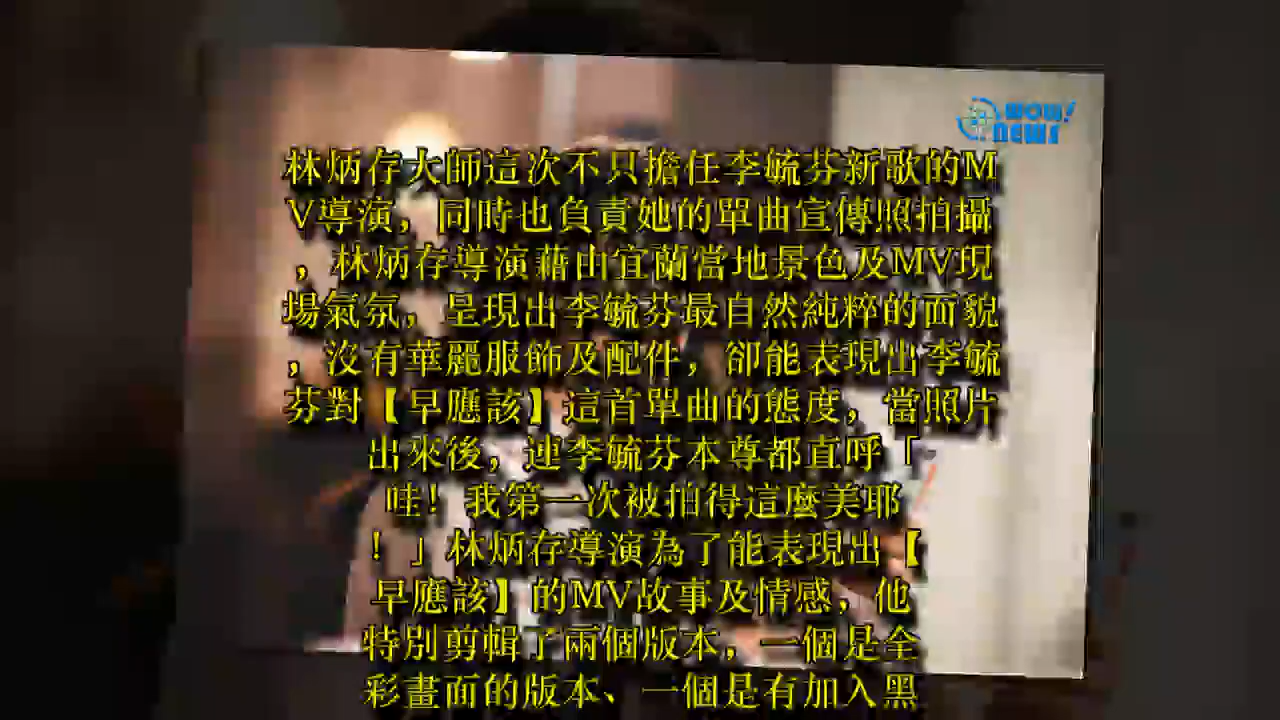 WOW!
NEWS
林炳存大師這次不只擔任李毓芬新歌的M
V導演，同時也負責她的單曲宣傳照拍攝
，林炳存導演藉由宜蘭當地景色及MV現
場氣氛，呈現出李毓芬最自然純粹的面貌
，沒有華麗服飾及配件，卻能表現出李毓
芬對【早應該】這首單曲的態度，當照片
出來後，連李毓芬本尊都直呼「
哇！我第一次被拍得這麼美耶
！」林炳存導演為了能表現出【
早應該】的MV故事及情感，他
特別剪輯了兩個版本，一個是全
彩畫面的版本、一個是有加入黑